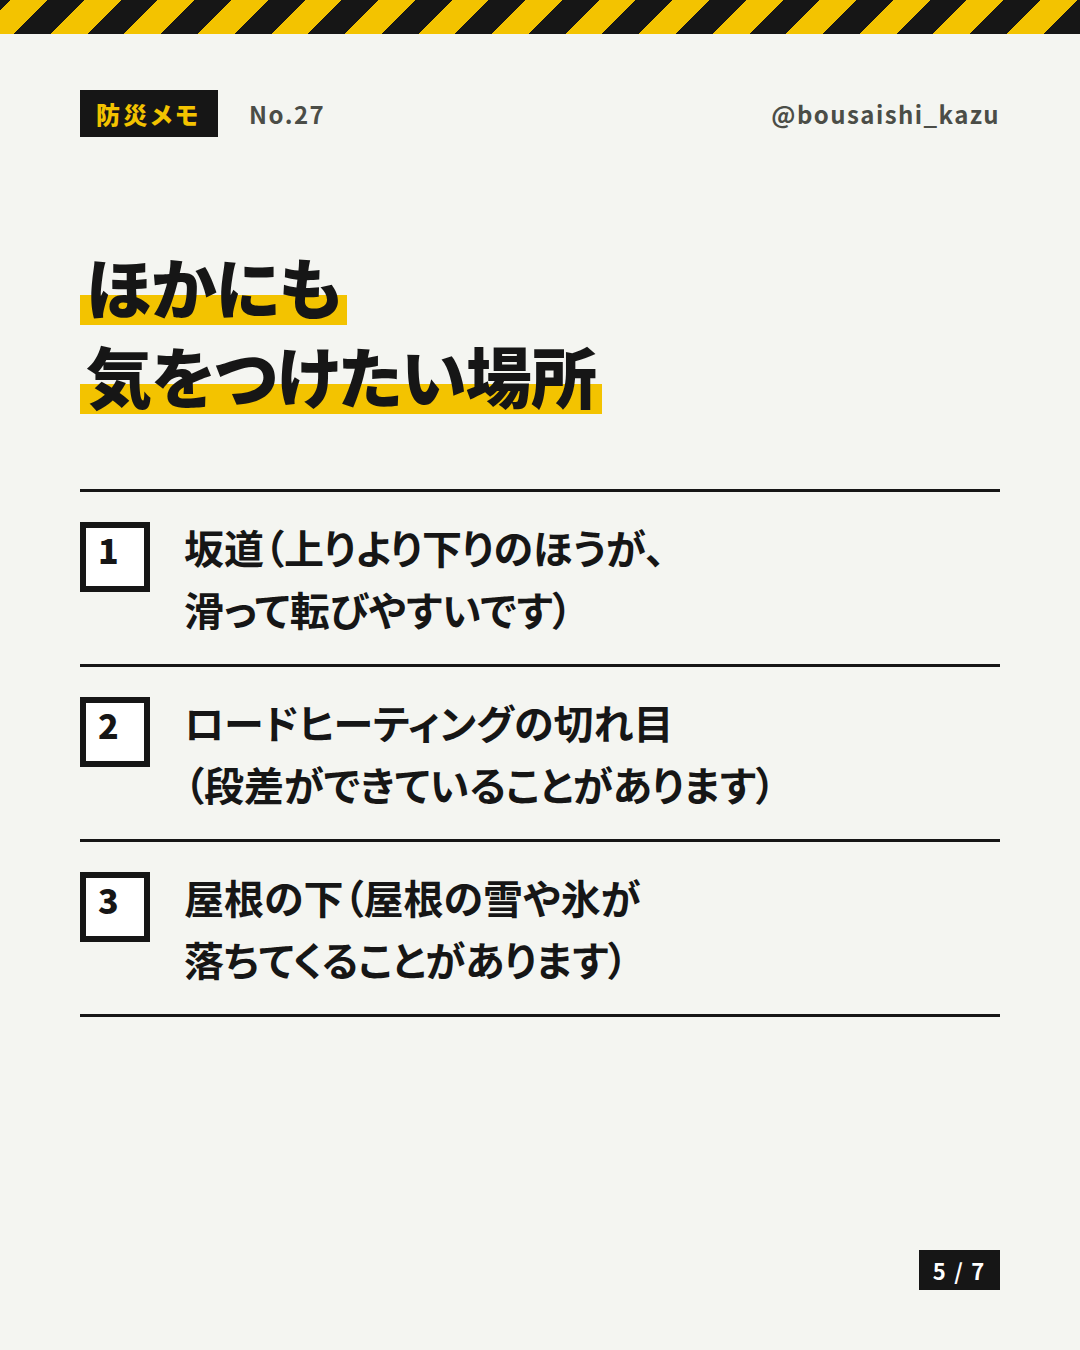 防災メモ No.27 @bousaishi_kazu
ほかにも
気をつけたい場所
1 坂道（上りより下りのほうが、
滑って転びやすいです）
2 ロードヒーティングの切れ目
（段差ができていることがあります）
3 屋根の下（屋根の雪や氷が
落ちてくることがあります）
5 / 7